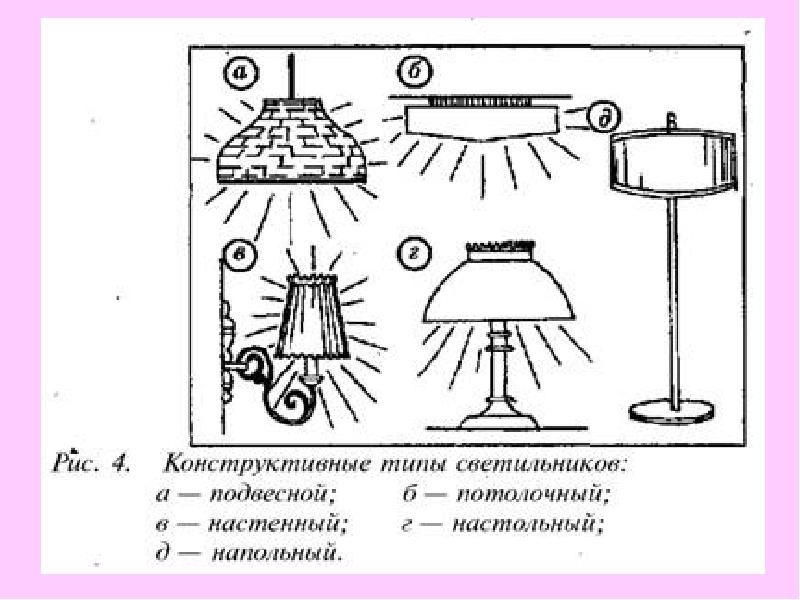 а
б
д
в
г
Рис. 4. Конструктивные типы светильников:
а — подвесной; б — потолочный;
в — настенный; г — настольный;
д — напольный.